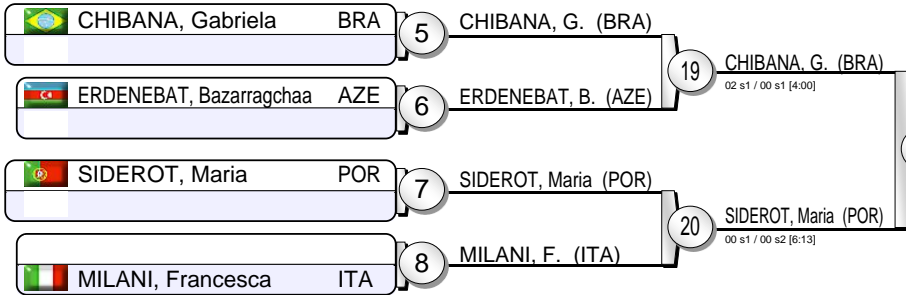 CHIBANA, Gabriela BRA
5
CHIBANA, G. (BRA)
19
CHIBANA, G. (BRA)
02 s1 / 00 s1 [4:00]
ERDENEBAT, Bazarragchaa AZE
6
ERDENEBAT, B. (AZE)
SIDEROT, Maria POR
7
SIDEROT, Maria (POR)
20
SIDEROT, Maria (POR)
00 s1 / 00 s2 [6:13]
MILANI, Francesca ITA
8
MILANI, F. (ITA)